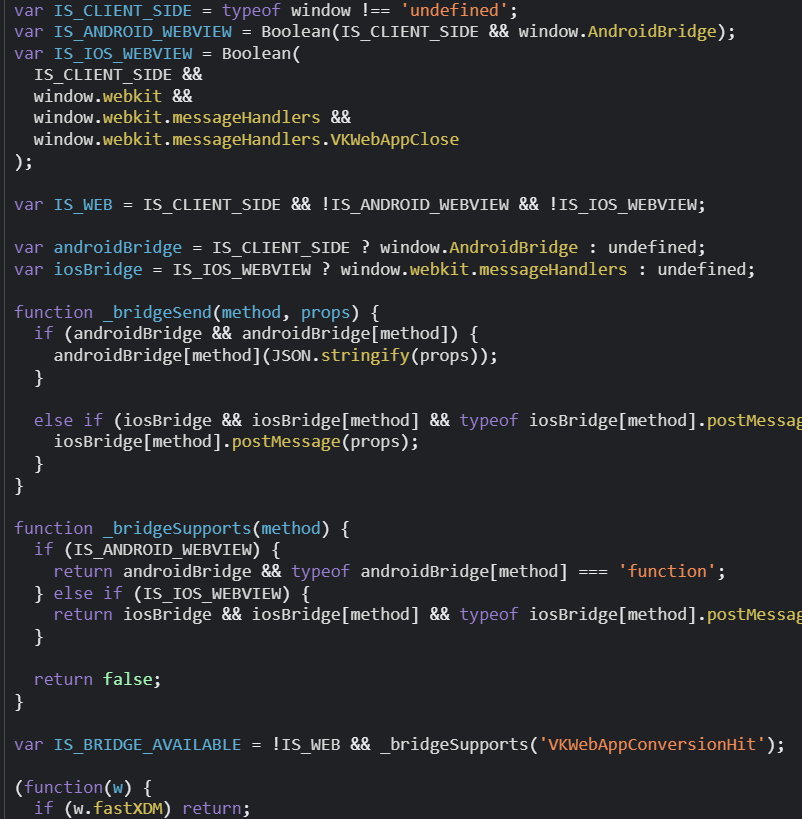 var IS_CLIENT_SIDE = typeof window !== 'undefined';
var IS_ANDROID_WEBVIEW = Boolean(IS_CLIENT_SIDE && window.AndroidBridge);
var IS_IOS_WEBVIEW = Boolean(
  IS_CLIENT_SIDE &&
  window.webkit &&
  window.webkit.messageHandlers &&
  window.webkit.messageHandlers.VKWebAppClose
);
var IS_WEB = IS_CLIENT_SIDE && !IS_ANDROID_WEBVIEW && !IS_IOS_WEBVIEW;
var androidBridge = IS_CLIENT_SIDE ? window.AndroidBridge : undefined;
var iosBridge = IS_IOS_WEBVIEW ? window.webkit.messageHandlers : undefined;
function _bridgeSend(method, props) {
  if (androidBridge && androidBridge[method]) {
    androidBridge[method](JSON.stringify(props));
  }
  else if (iosBridge && iosBridge[method] && typeof iosBridge[method].postMessag
    iosBridge[method].postMessage(props);
  }
}
function _bridgeSupports(method) {
  if (IS_ANDROID_WEBVIEW) {
    return androidBridge && typeof androidBridge[method] === 'function';
  } else if (IS_IOS_WEBVIEW) {
    return iosBridge && iosBridge[method] && typeof iosBridge[method].postMessag
  }
  return false;
}
var IS_BRIDGE_AVAILABLE = !IS_WEB && _bridgeSupports('VKWebAppConversionHit');
(function(w) {
  if (w.fastXDM) return;